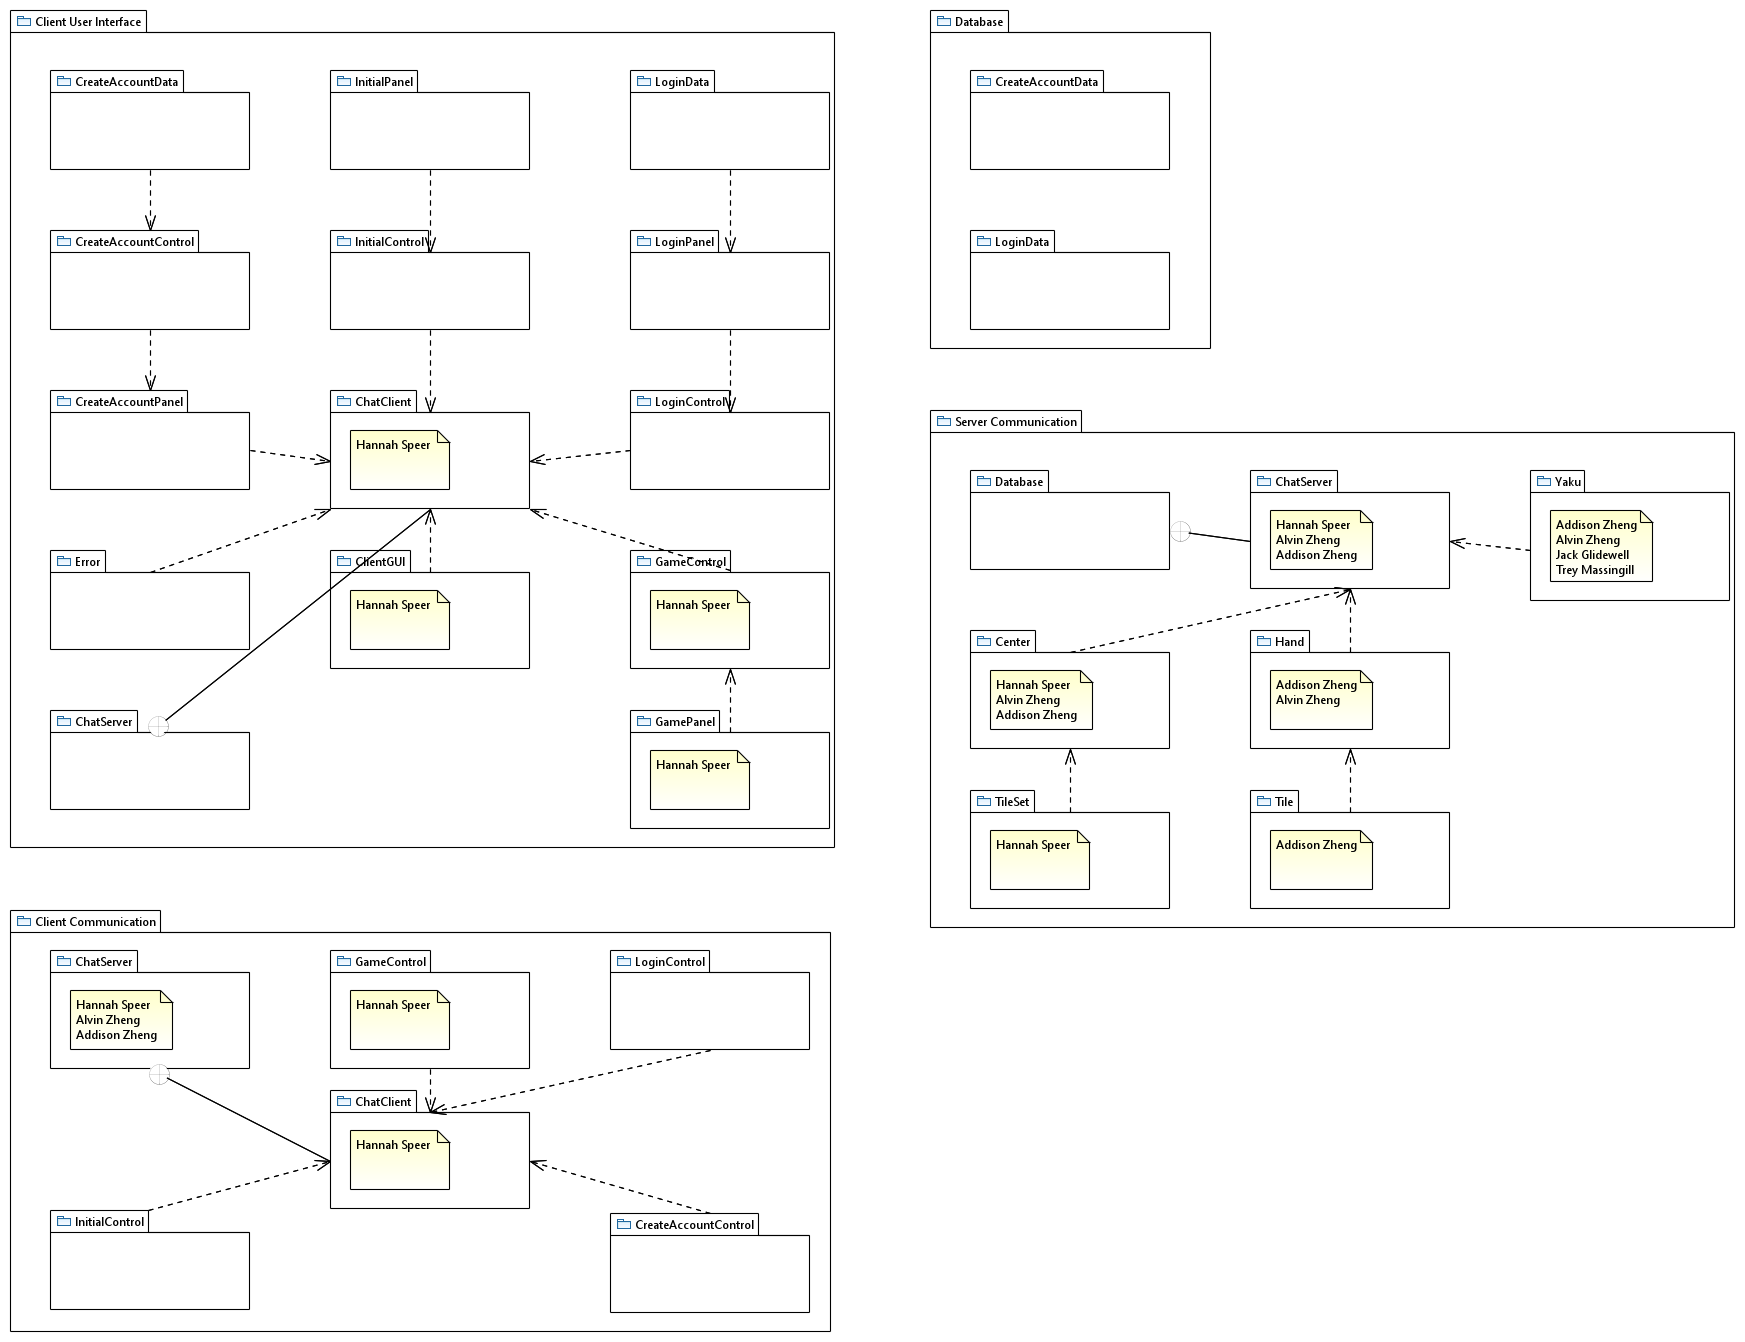 Client User Interface
CreateAccountData
InitialPanel
LoginData
CreateAccountControl
InitialControl
LoginPanel
CreateAccountPanel
ChatClient
Hannah Speer
LoginControl
Error
ClientGUI
Hannah Speer
GameControl
Hannah Speer
ChatServer
GamePanel
Hannah Speer
Database
CreateAccountData
LoginData
Server Communication
Database
ChatServer
Hannah Speer
Alvin Zheng
Addison Zheng
Yaku
Addison Zheng
Alvin Zheng
Jack Glidewell
Trey Massingill
Center
Hannah Speer
Alvin Zheng
Addison Zheng
Hand
Addison Zheng
Alvin Zheng
TileSet
Hannah Speer
Tile
Addison Zheng
Client Communication
ChatServer
Hannah Speer
Alvin Zheng
Addison Zheng
GameControl
Hannah Speer
LoginControl
ChatClient
Hannah Speer
InitialControl
CreateAccountControl